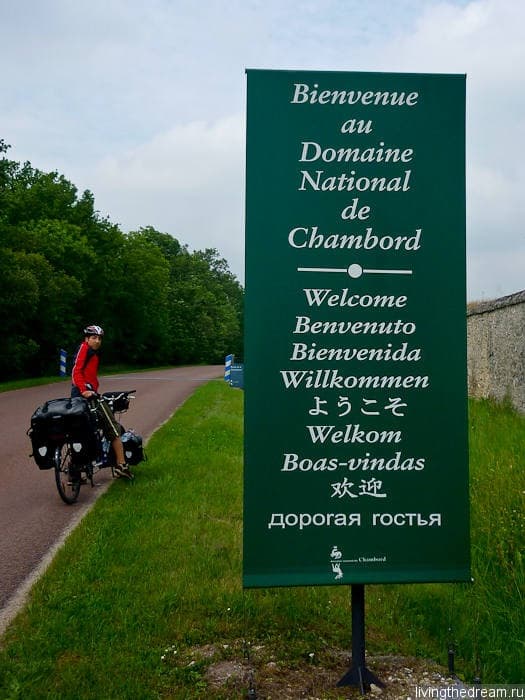 Bienvenue
au
Domaine
National
de
Chambord
Welcome
Benvenuto
Bienvenida
Willkommen
ようこそ
Welkom
Boas-vindas
欢迎
дорогая гостья
Chambord
livingthedream.ru